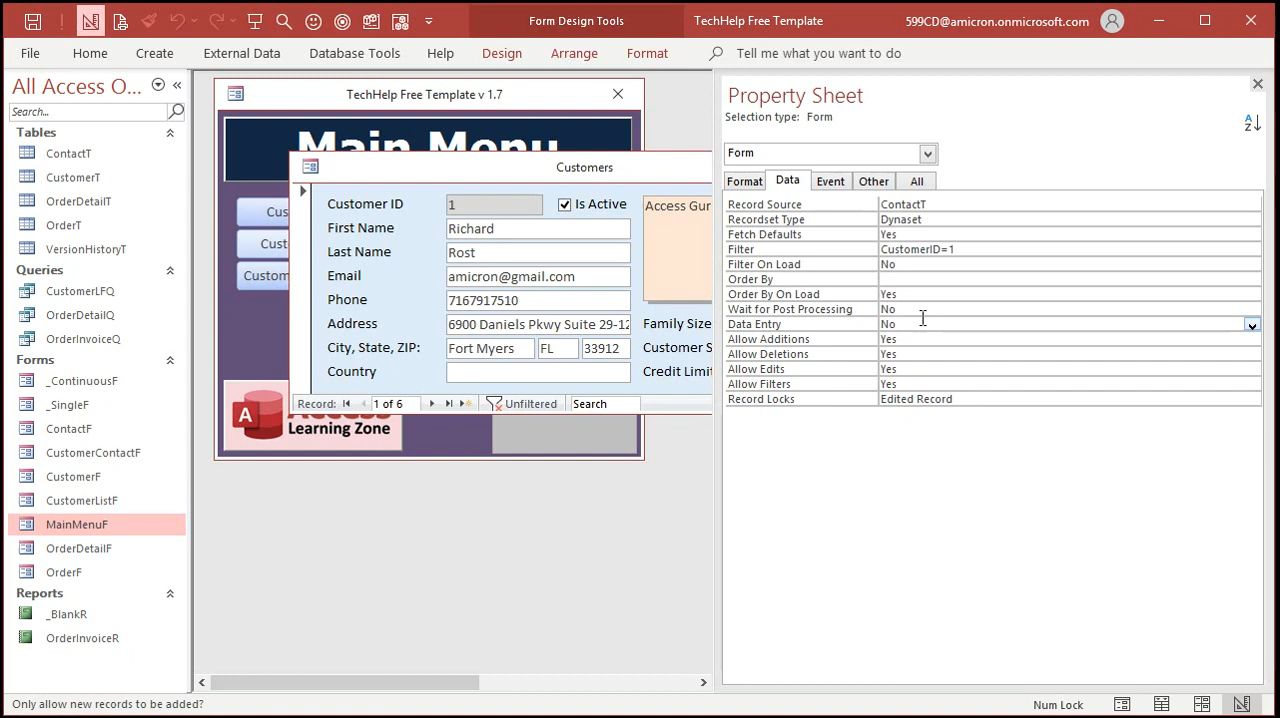 Form Design Tools
TechHelp Free Template
599CD@amicron.onmicrosoft.com
File
Home
Create
External Data
Database Tools
Help
Design
Arrange
Format
Tell me what you want to do
All Access O...
Search...
Tables
ContactT
CustomerT
OrderDetailT
OrderT
VersionHistoryT
Queries
CustomerLFQ
OrderDetailQ
OrderInvoiceQ
Forms
_ContinuousF
_SingleF
ContactF
CustomerContactF
CustomerF
CustomerListF
MainMenuF
OrderDetailF
OrderF
Reports
_BlankR
OrderInvoiceR
TechHelp Free Template v 1.7
Main Menu
Cus
Cust
Custom
A
Access
Learning Zone
Customers
Customer ID 1 Is Active
First Name Richard
Last Name Rost
Email amicron@gmail.com
Phone 7167917510
Address 6900 Daniels Pkwy Suite 29-12
City, State, ZIP: Fort Myers FL 33912
Country
Access Gur
Family Size
Customer S
Credit Limi
Record: 1 of 6 Unfiltered Search
Property Sheet
Selection type: Form
Form
Format Data Event Other All
Record Source ContactT
Recordset Type Dynaset
Fetch Defaults Yes
Filter CustomerID=1
Filter On Load No
Order By
Order By On Load Yes
Wait for Post Processing No
Data Entry No
Allow Additions Yes
Allow Deletions Yes
Allow Edits Yes
Allow Filters Yes
Record Locks Edited Record
Only allow new records to be added?
Num Lock